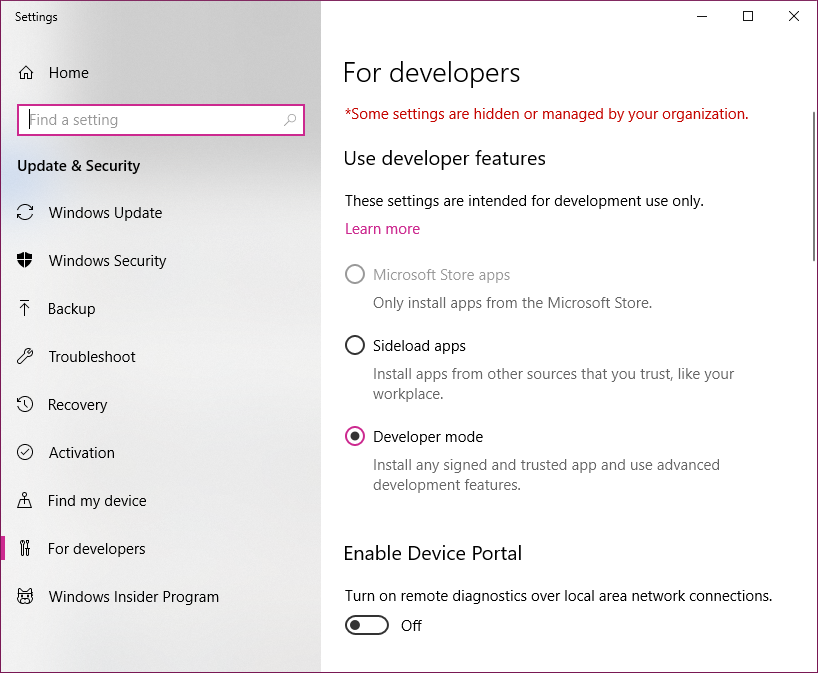 Settings
Home
Find a setting
Update & Security
Windows Update
Windows Security
Backup
Troubleshoot
Recovery
Activation
Find my device
For developers
Windows Insider Program
For developers
*Some settings are hidden or managed by your organization.
Use developer features
These settings are intended for development use only.
Learn more
Microsoft Store apps
Only install apps from the Microsoft Store.
Sideload apps
Install apps from other sources that you trust, like your
workplace.
Developer mode
Install any signed and trusted app and use advanced
development features.
Enable Device Portal
Turn on remote diagnostics over local area network connections.
Off